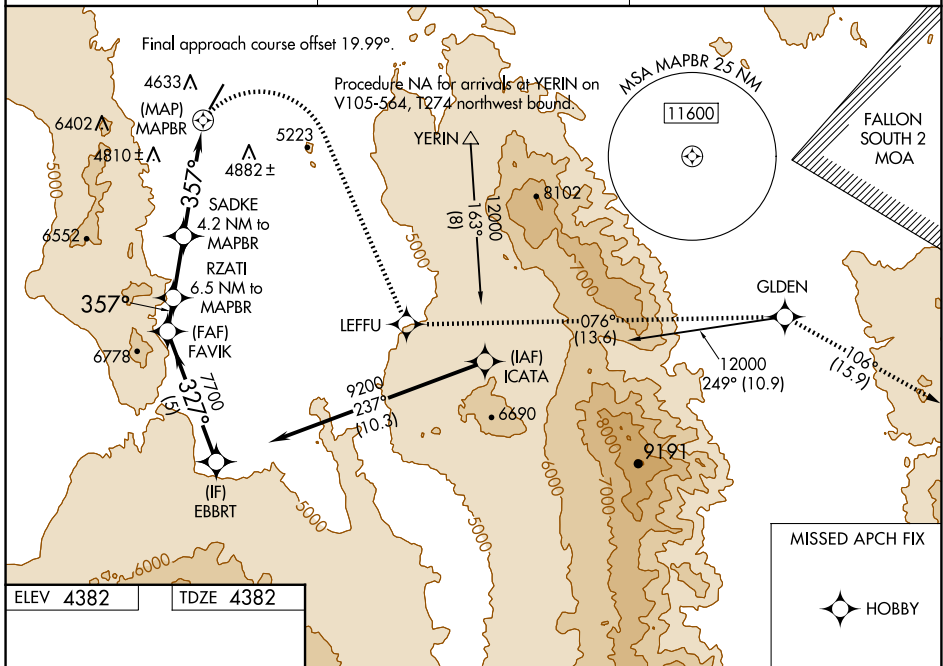 Final approach course offset 19.99°.
4633
(MAP)
MAPBR
Procedure NA for arrivals at YERIN on
V105-564, T274 northwest bound.
MSA MAPBR 25 NM
11600
FALLON
SOUTH 2
MOA
6402
4810 ±
4882 ±
5223
YERIN
8102
12000
163°
(8)
5000
5000
7000
357°
SADKE
4.2 NM to
MAPBR
6552
RZATI
6.5 NM to
MAPBR
357°
(FAF)
FAVIK
6778
LEFFU
GLDEN
076°
(13.6)
12000
249° (10.9)
106°
(15.9)
(IAF)
ICATA
9200
237°
(10.3)
7700
327°
(5)
6690
8000
9191
6000
7000
(IF)
EBBRT
5000
5000
6000
MISSED APCH FIX
HOBBY
ELEV 4382
TDZE 4382